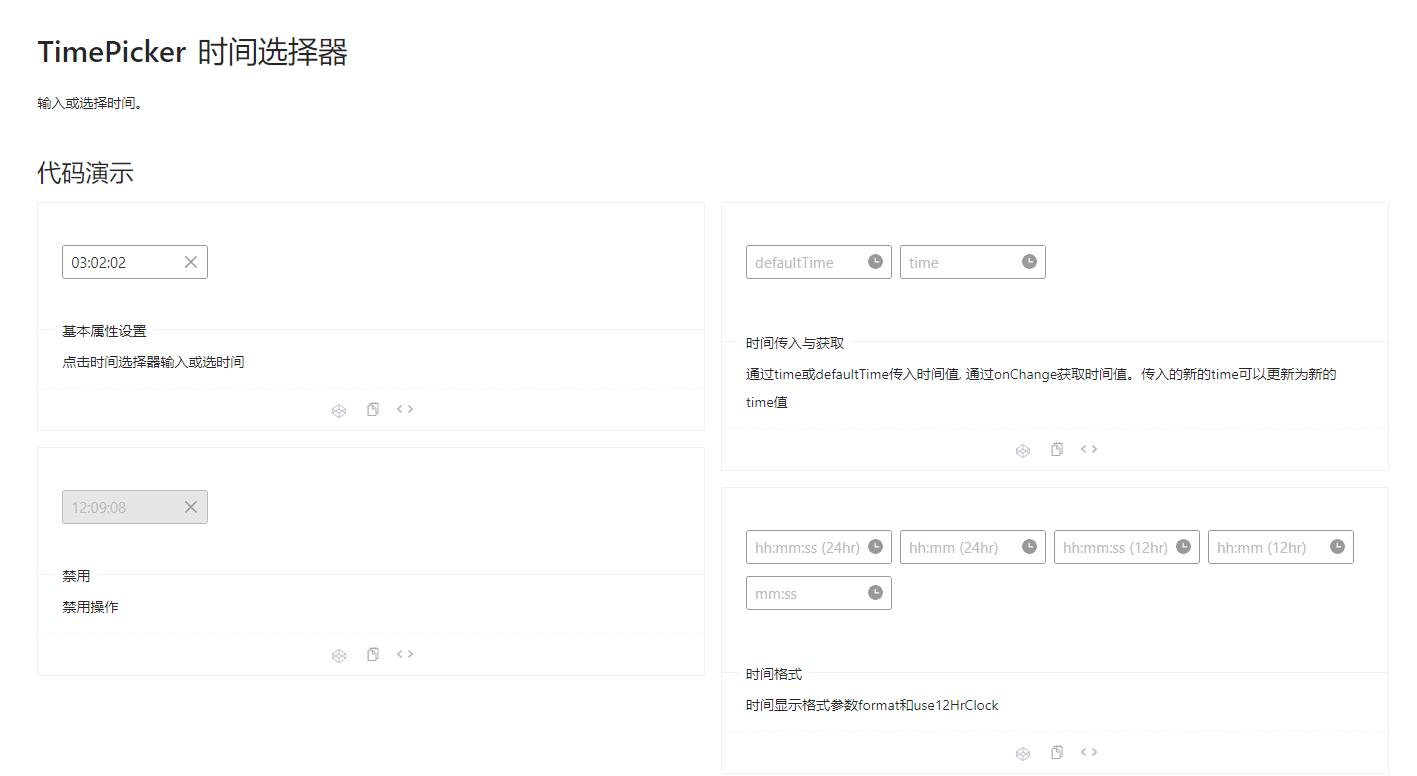 TimePicker 时间选择器
输入或选择时间。
代码演示
03:02:02
基本属性设置
点击时间选择器输入或选时间
12:09:08
禁用
禁用操作
defaultTime time
时间传入与获取
通过time或defaultTime传入时间值, 通过onChange获取时间值。传入的新的time可以更新为新的
time值
hh:mm:ss (24hr) hh:mm (24hr) hh:mm:ss (12hr) hh:mm (12hr)
mm:ss
时间格式
时间显示格式参数format和use12HrClock